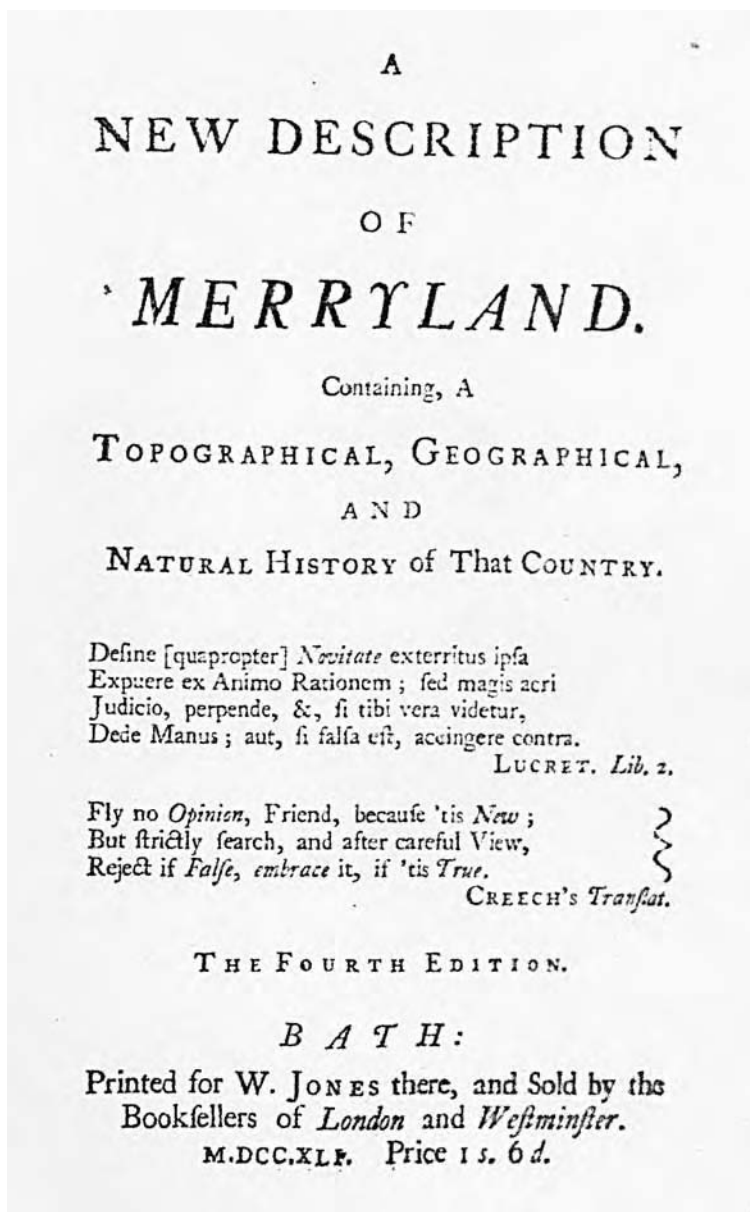 A
NEW DESCRIPTION
OF
MERRYLAND.
Containing, A
TOPOGRAPHICAL, GEOGRAPHICAL,
AND
NATURAL HISTORY of That COUNTRY.
Deſine [quapropter] Novitate exterritus ipſa
Expuere ex Animo Rationem ; ſed magis acri
Judicio, perpende, &, ſi tibi vera videtur,
Dede Manus ; aut, ſi falſa eſt, accingere contra.
LUCRET. Lib. 2.
Fly no Opinion, Friend, becauſe 'tis New ;
But ſtrictly ſearch, and after careful View,
Reject if Falſe, embrace it, if 'tis True.
CREECH's Tranſlat.
THE FOURTH EDITION.
BATH:
Printed for W. JONES there, and Sold by the
Bookſellers of London and Weſtminſter.
M.DCC.XLI. Price 1 s. 6 d.